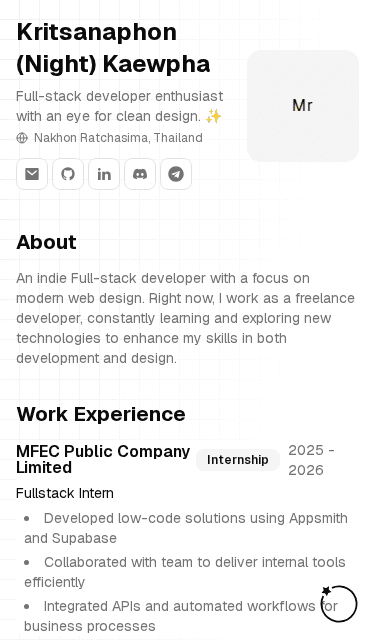 Kritsanaphon
(Night) Kaewpha
Mr
Full-stack developer enthusiast
with an eye for clean design. ✨
Nakhon Ratchasima, Thailand
in
About
An indie Full-stack developer with a focus on
modern web design. Right now, I work as a freelance
developer, constantly learning and exploring new
technologies to enhance my skills in both
development and design.
Work Experience
MFEC Public Company
Limited
Internship
2025 -
2026
Fullstack Intern
• Developed low-code solutions using Appsmith
and Supabase
• Collaborated with team to deliver internal tools
efficiently
• Integrated APIs and automated workflows for
business processes